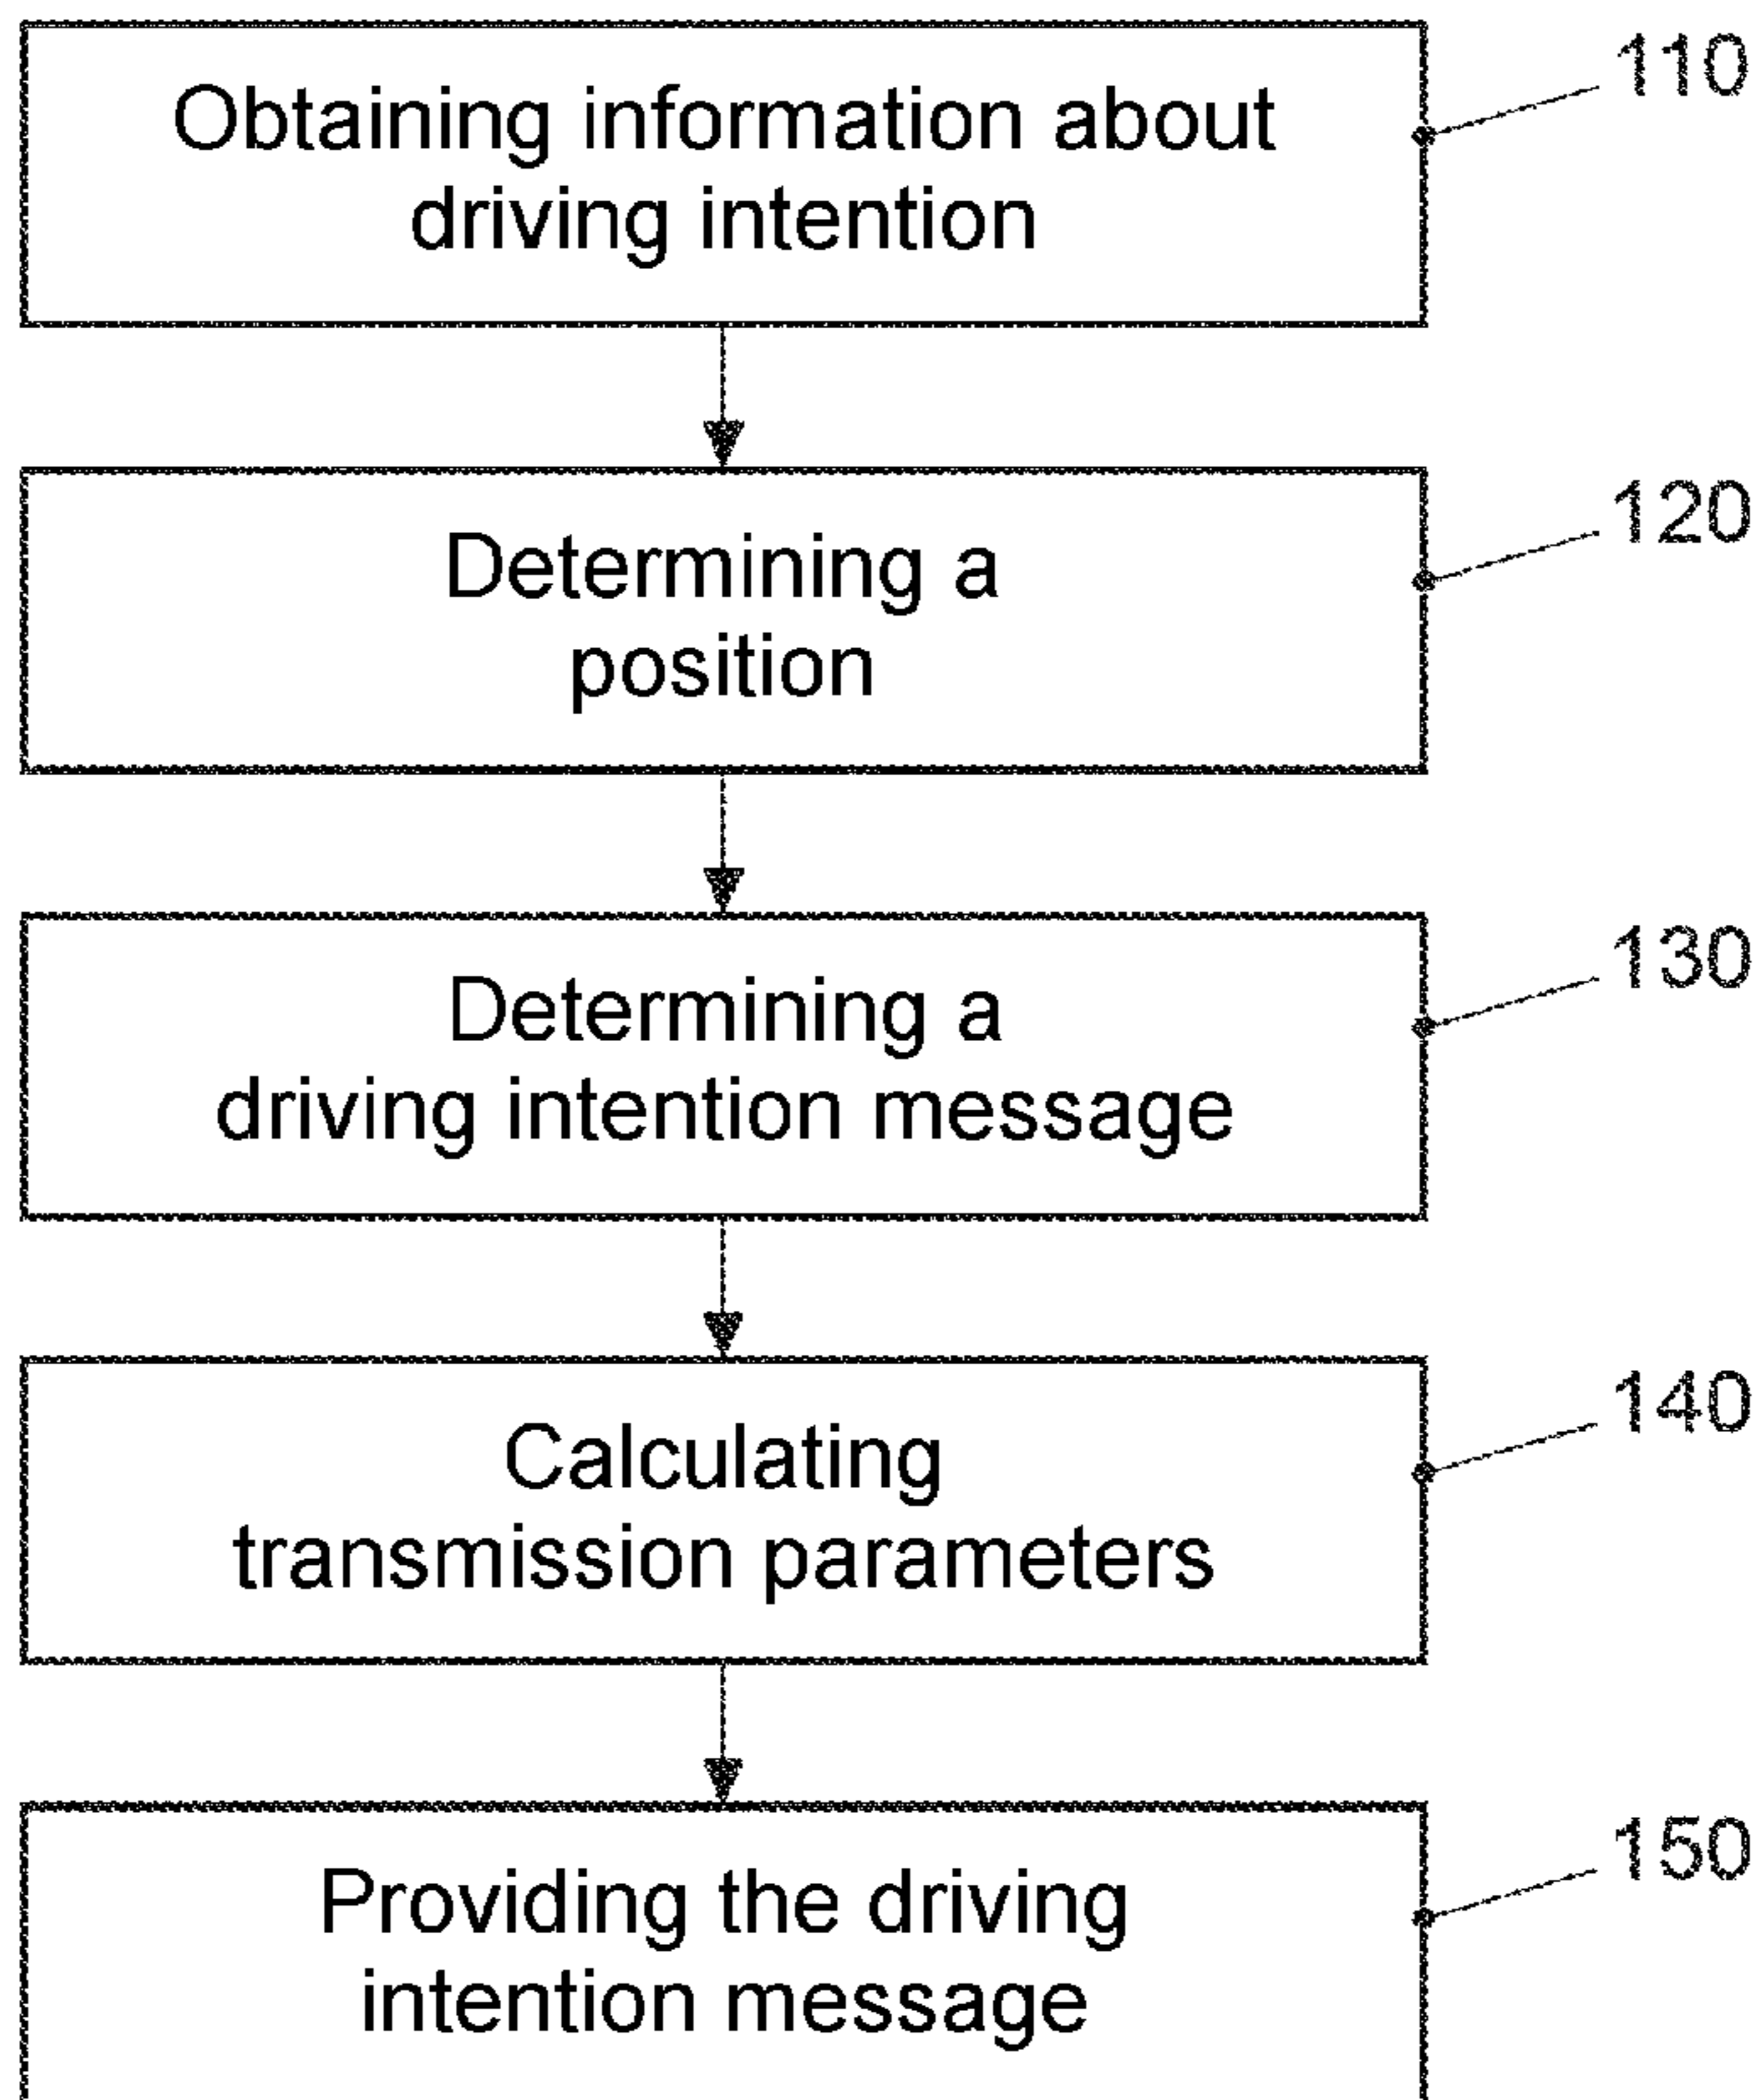 110
Obtaining information about
driving intention
120
Determining a
position
130
Determining a
driving intention message
140
Calculating
transmission parameters
150
Providing the driving
intention message